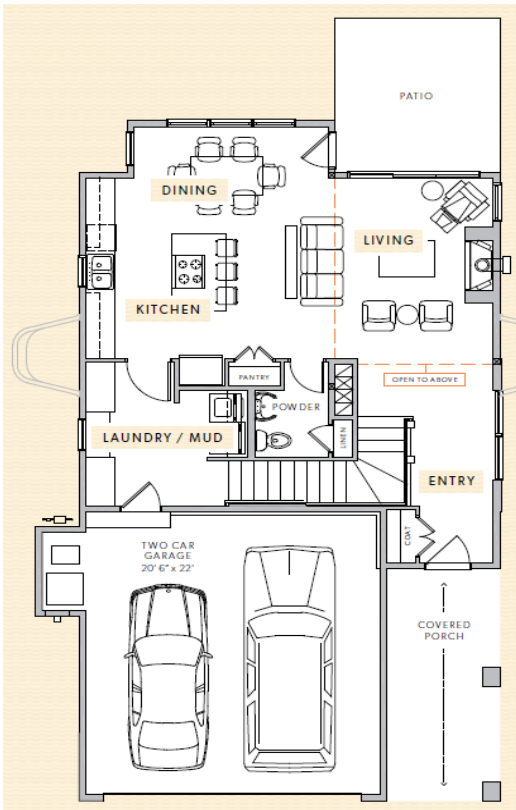 PATIO
DINING
LIVING
KITCHEN
PANTRY
OPEN TO ABOVE
POWDER
LAUNDRY / MUD
LINEN
ENTRY
COAT
TWO CAR
GARAGE
20' 6" x 22'
COVERED
PORCH